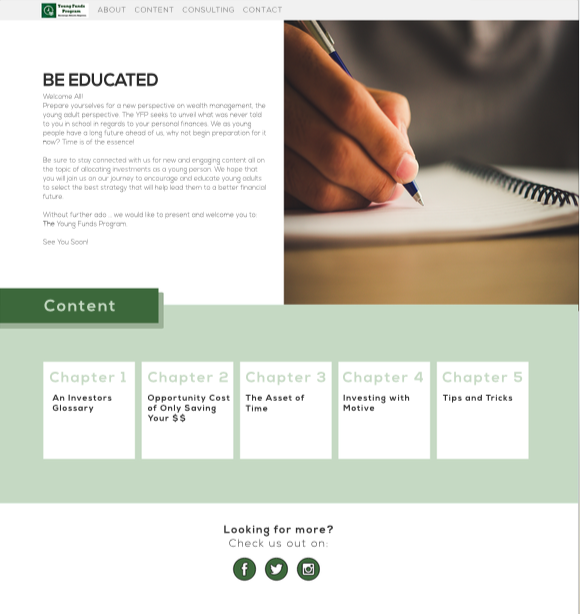 Young Funds
Program
ABOUT CONTENT CONSULTING CONTACT
BE EDUCATED
Welcome All!
Prepare yourselves for a new perspective on wealth management, the
young adult perspective. The YFP seeks to unveil what was never told
to you in school in regards to your personal finances. We as young
people have a long future ahead of us, why not begin preparation for it
now? Time is of the essence!
Be sure to stay connected with us for new and engaging content all on
the topic of allocating investments as a young person. We hope that
you will join us on our journey to encourage and educate young adults
to select the best strategy that will help lead them to a better financial
future.
Without further ado... we would like to present and welcome you to:
The Young Funds Program.
See You Soon!
Content
Chapter 1
An Investors
Glossary
Chapter 2
Opportunity Cost
of Only Saving
Your $$
Chapter 3
The Asset of
Time
Chapter 4
Investing with
Motive
Chapter 5
Tips and Tricks
Looking for more?
Check us out on: